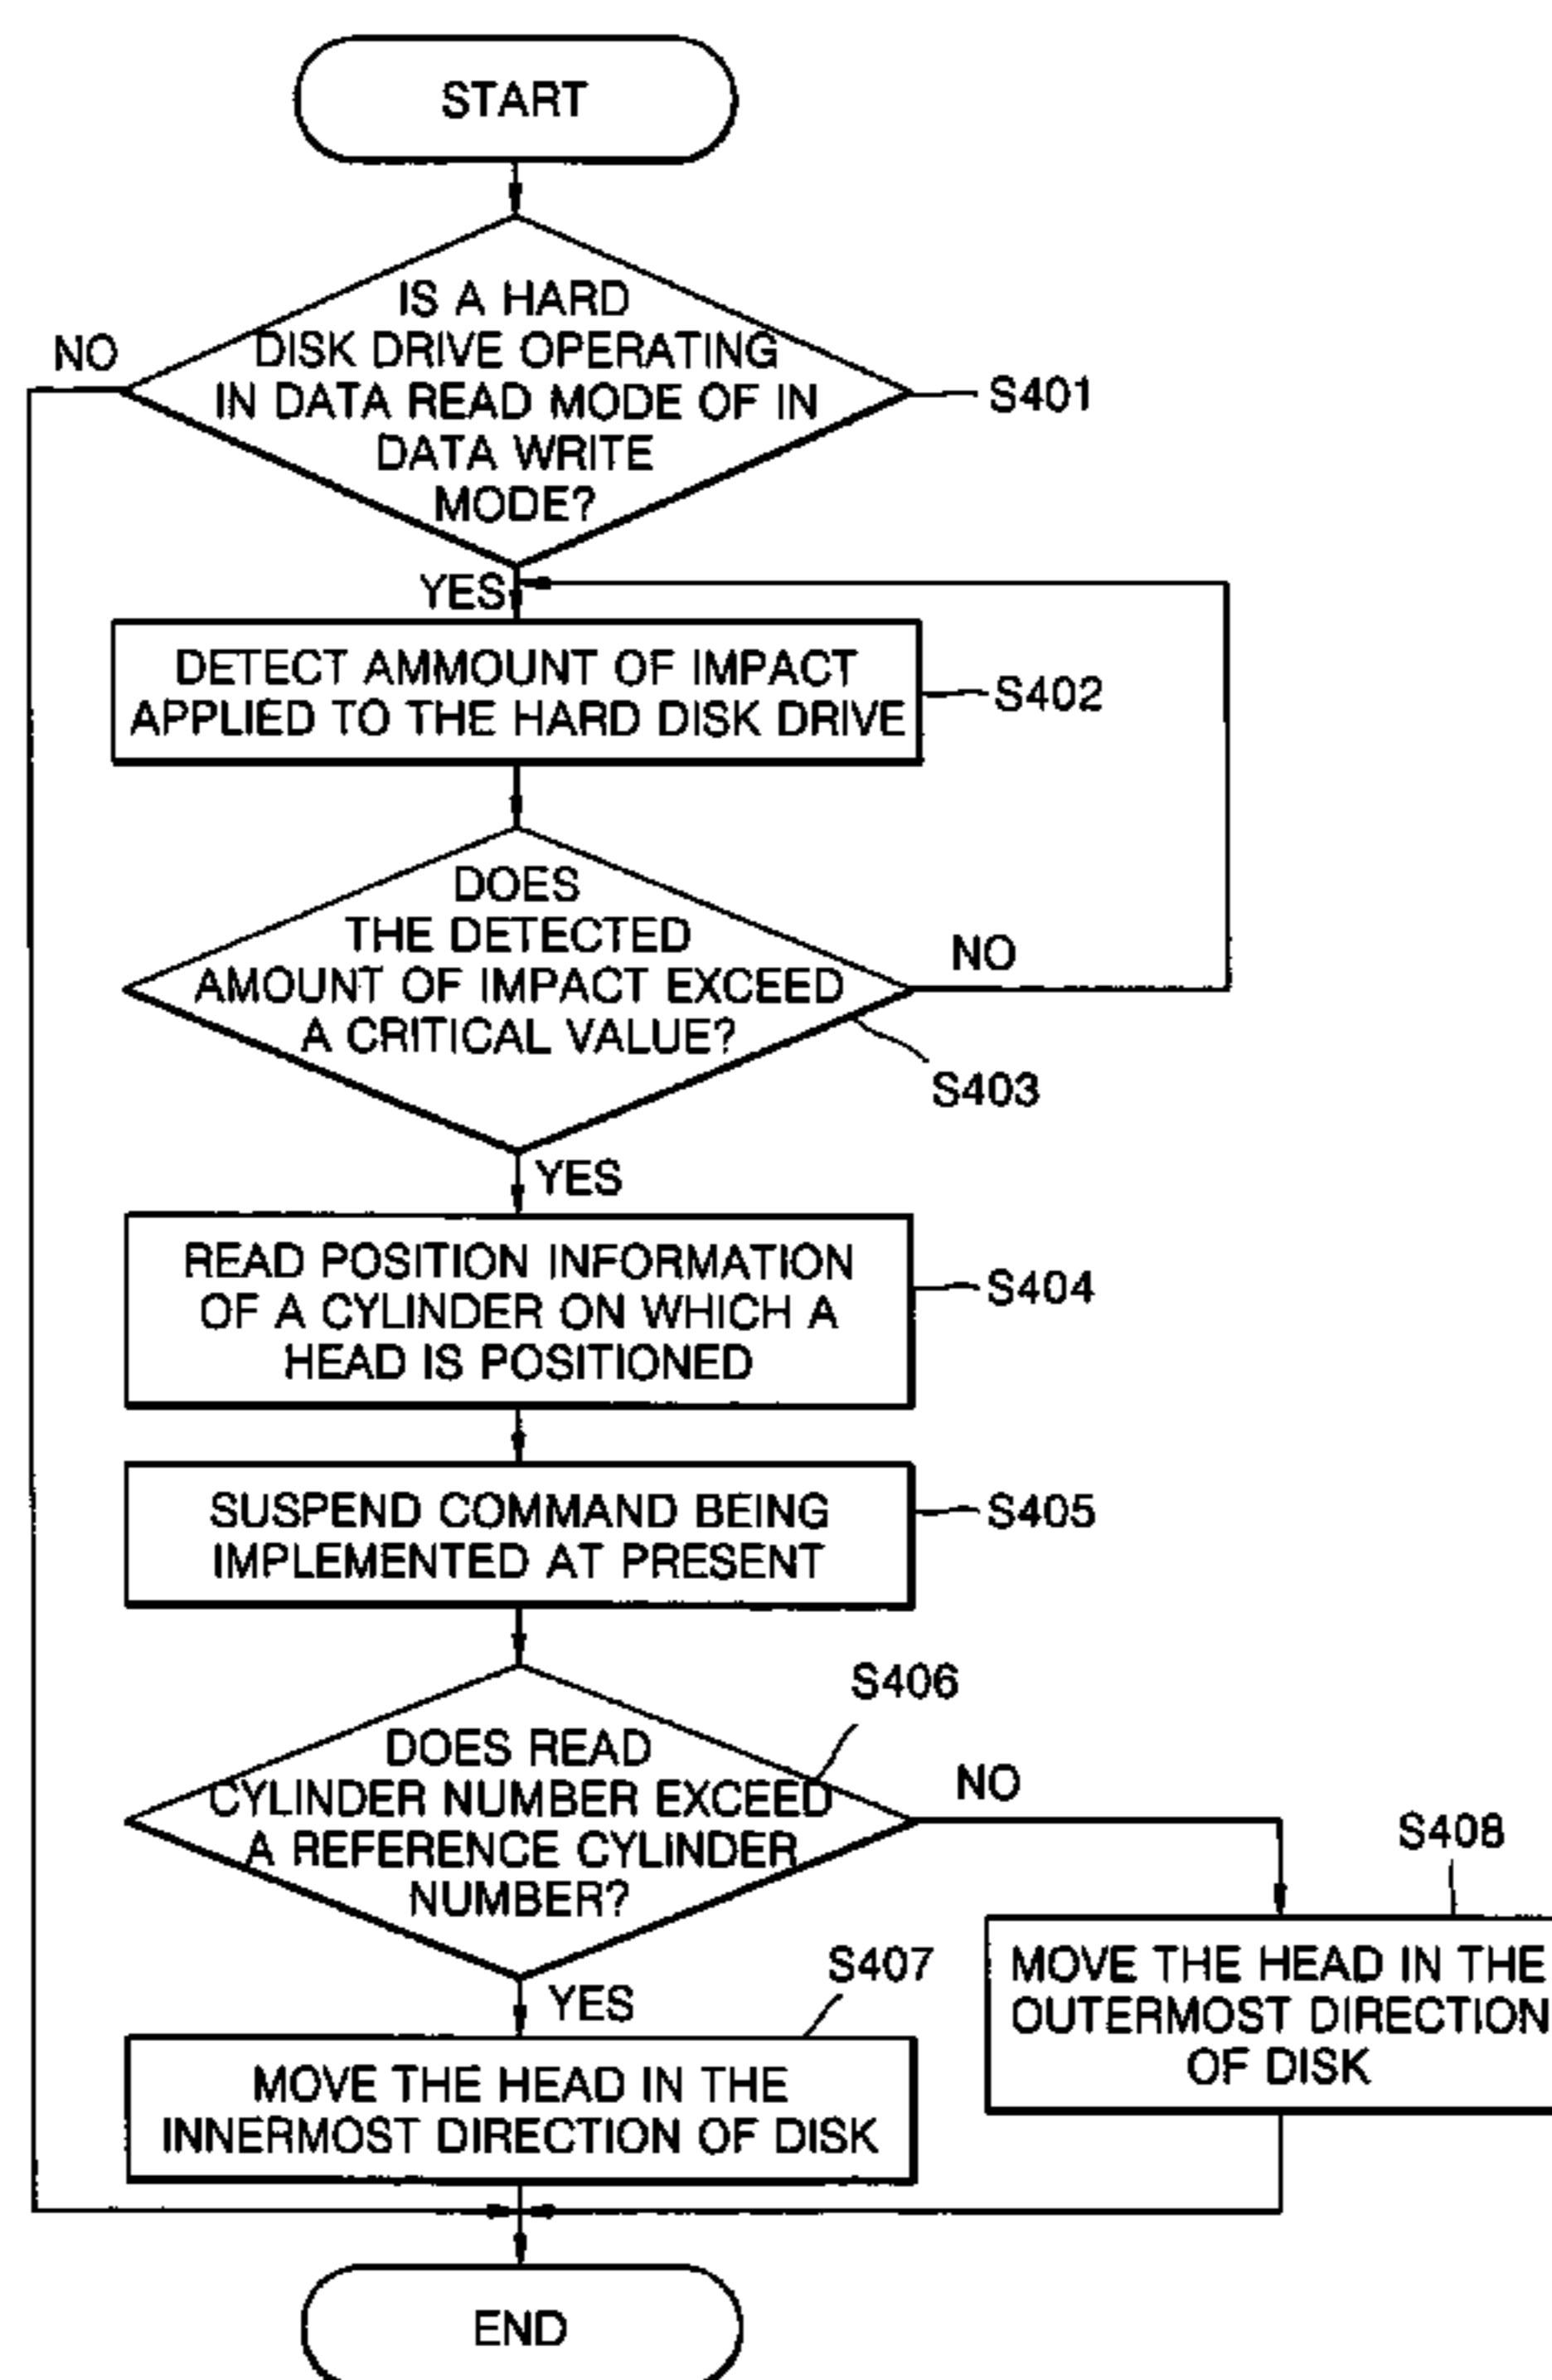 START
IS A HARD
DISK DRIVE OPERATING
IN DATA READ MODE OF IN
DATA WRITE
MODE?
NO
S401
YES
DETECT AMMOUNT OF IMPACT
APPLIED TO THE HARD DISK DRIVE
S402
DOES
THE DETECTED
AMOUNT OF IMPACT EXCEED
A CRITICAL VALUE?
NO
S403
YES
READ POSITION INFORMATION
OF A CYLINDER ON WHICH A
HEAD IS POSITIONED
S404
SUSPEND COMMAND BEING
IMPLEMENTED AT PRESENT
S405
S406
DOES READ
CYLINDER NUMBER EXCEED
A REFERENCE CYLINDER
NUMBER?
NO
S408
YES
S407
MOVE THE HEAD IN THE
OUTERMOST DIRECTION
OF DISK
MOVE THE HEAD IN THE
INNERMOST DIRECTION OF DISK
END